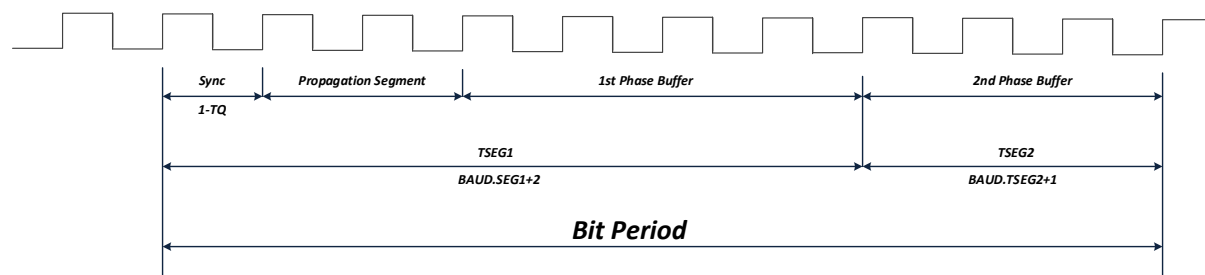 Sync
Propagation Segment
1st Phase Buffer
2nd Phase Buffer
1-TQ
TSEG1
TSEG2
BAUD.SEG1+2
BAUD.TSEG2+1
Bit Period